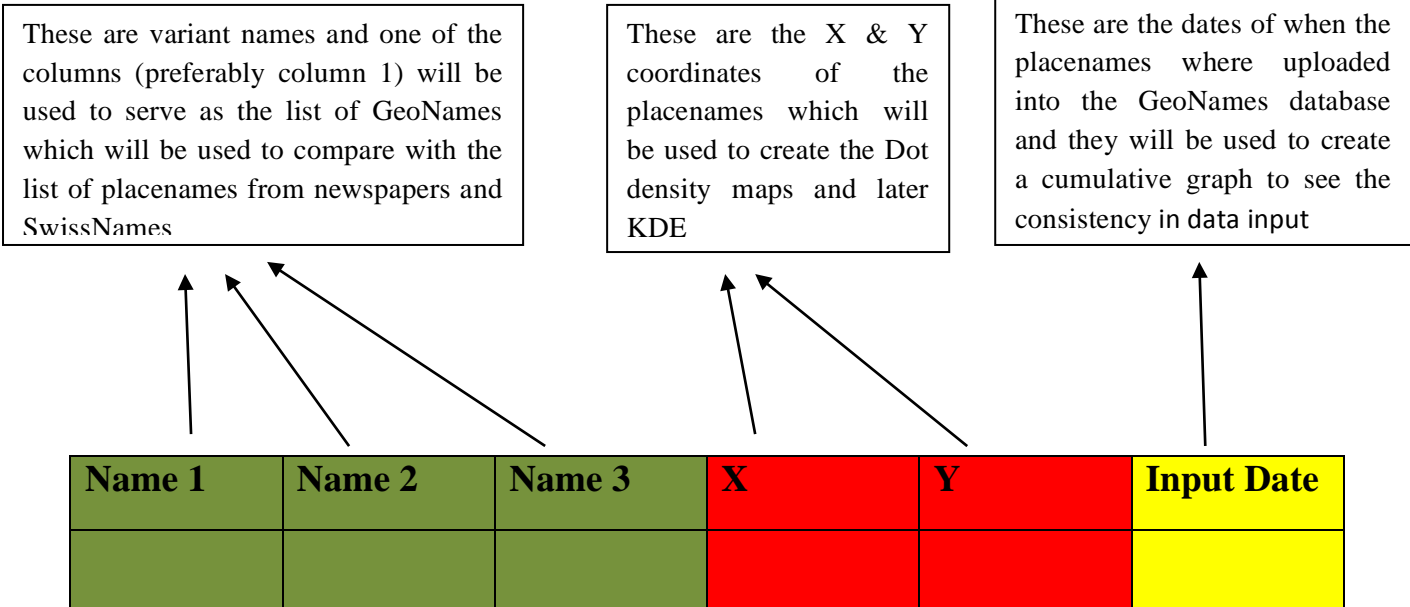 These are variant names and one of the
columns (preferably column 1) will be
used to serve as the list of GeoNames
which will be used to compare with the
list of placenames from newspapers and
SwissNames
These are the X & Y
coordinates of the
placenames which will
be used to create the Dot
density maps and later
KDE
These are the dates of when the
placenames where uploaded
into the GeoNames database
and they will be used to create
a cumulative graph to see the
consistency in data input
Name 1 Name 2 Name 3 X Y Input Date